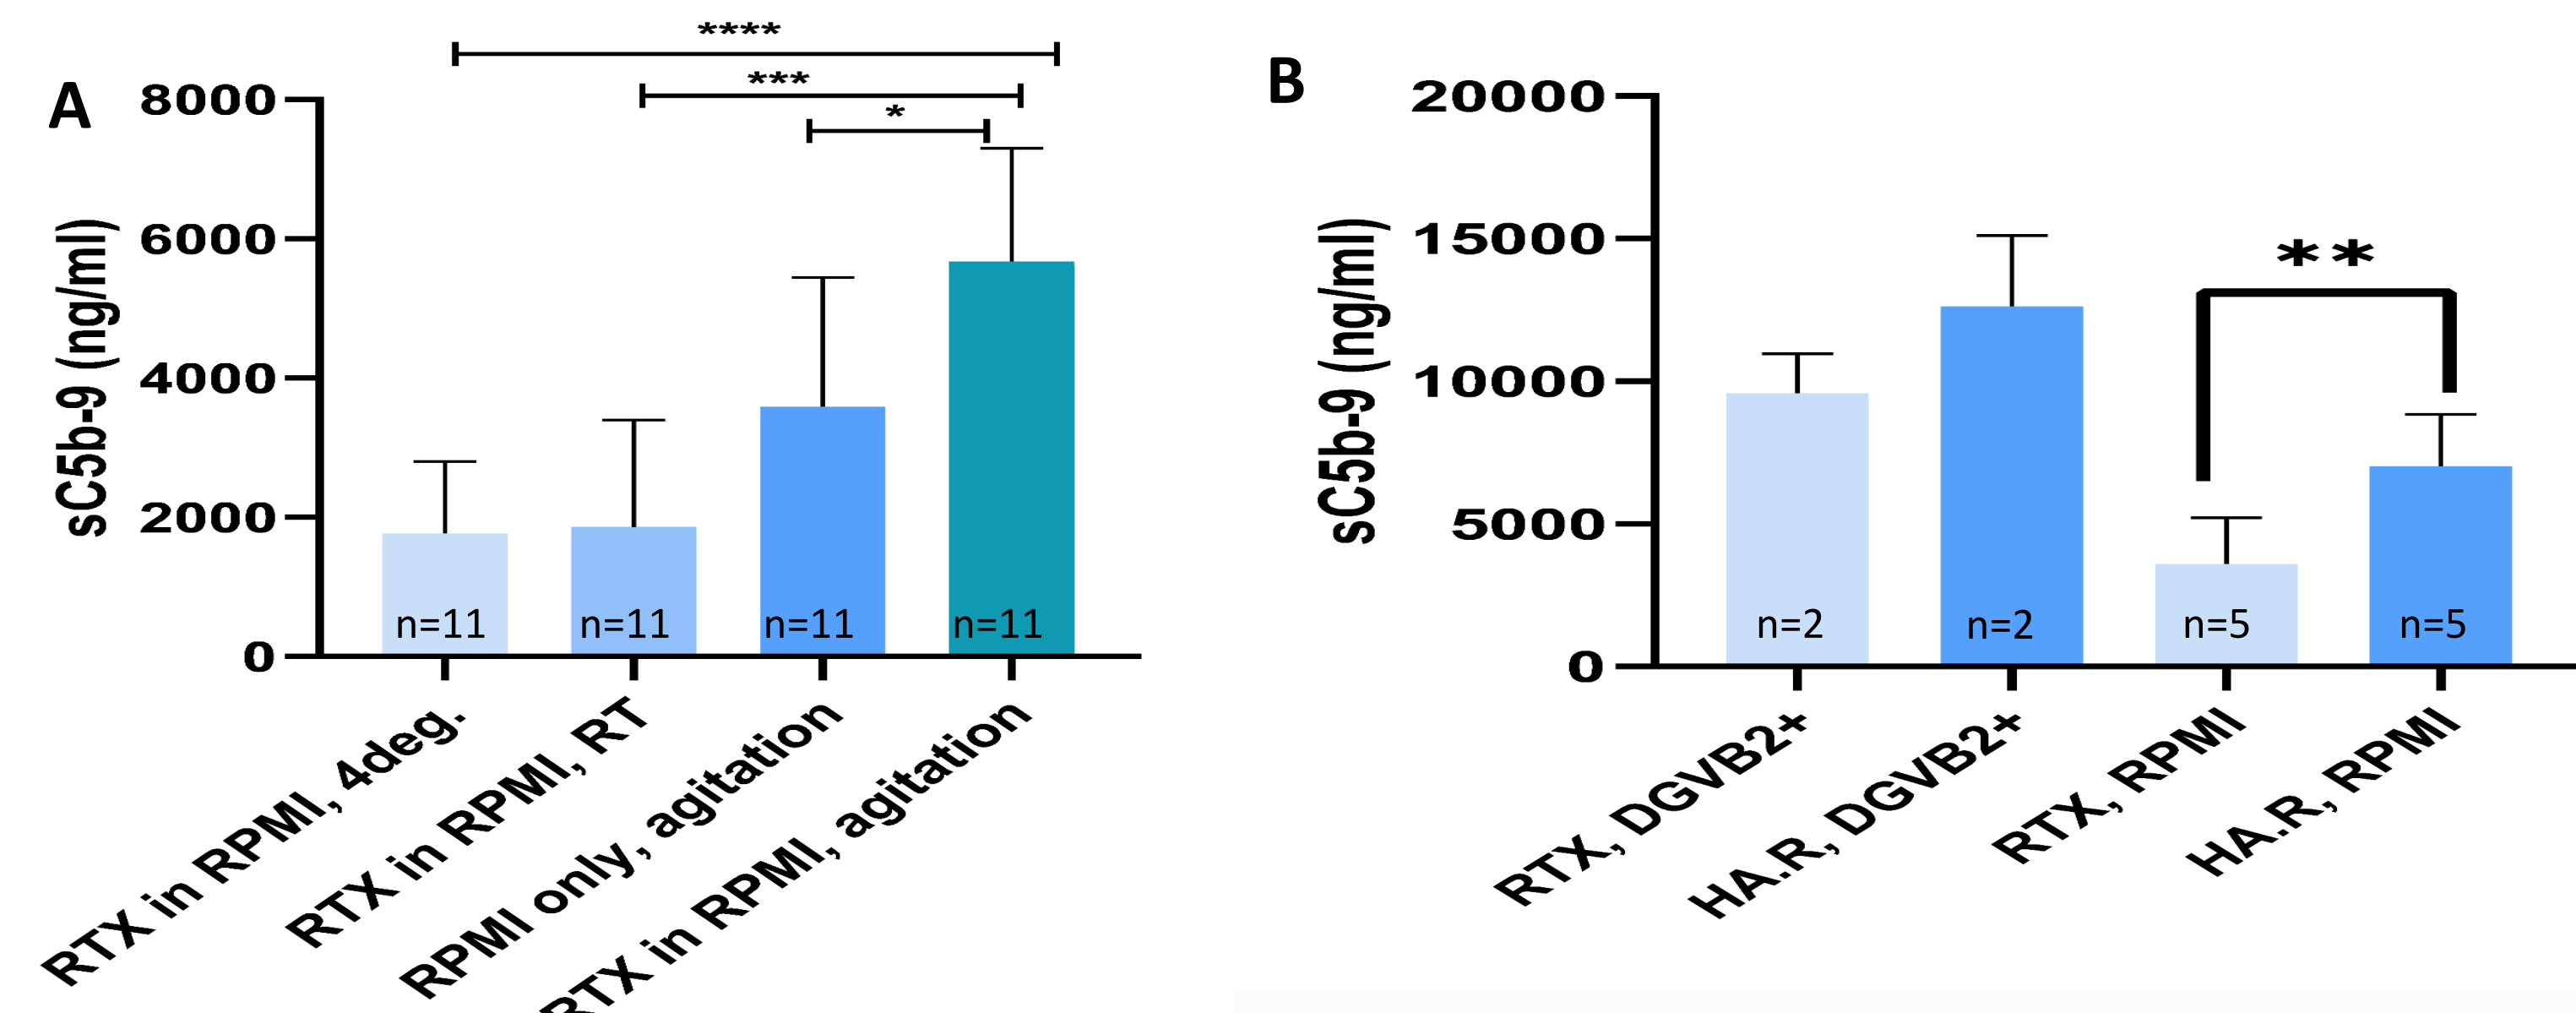 A
****
***
*
8000
6000
4000
2000
0
sC5b-9 (ng/ml)
n=11
n=11
n=11
n=11
RTX in RPMI, 4deg.
RTX in RPMI, RT
RPMI only, agitation
RTX in RPMI, agitation
B
20000
15000
10000
5000
0
sC5b-9 (ng/ml)
**
n=2
n=2
n=5
n=5
RTX, DGVB2+
HA.R, DGVB2+
RTX, RPMI
HA.R, RPMI